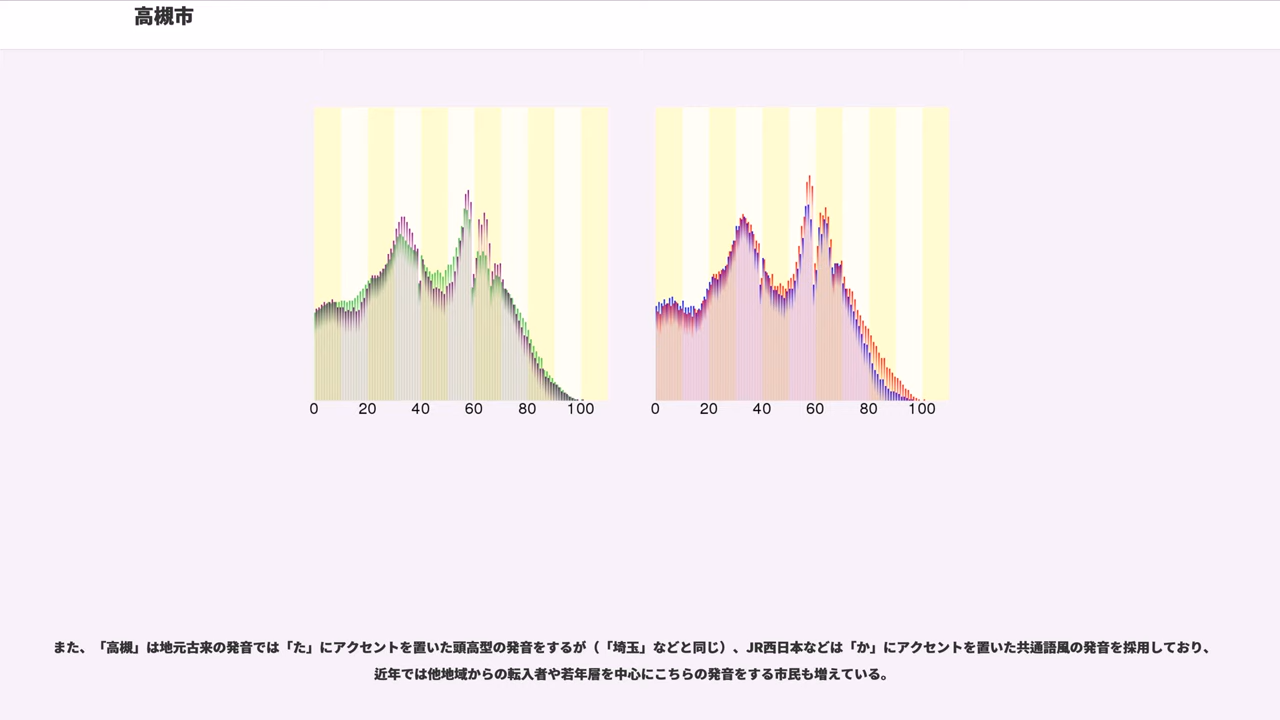 高槻市
0 20 40 60 80 100
0 20 40 60 80 100
また、「高槻」は地元古来の発音では「た」にアクセントを置いた頭高型の発音をするが（「埼玉」などと同じ）、JR西日本などは「か」にアクセントを置いた共通語風の発音を採用しており、
近年では他地域からの転入者や若年層を中心にこちらの発音をする市民も増えている。